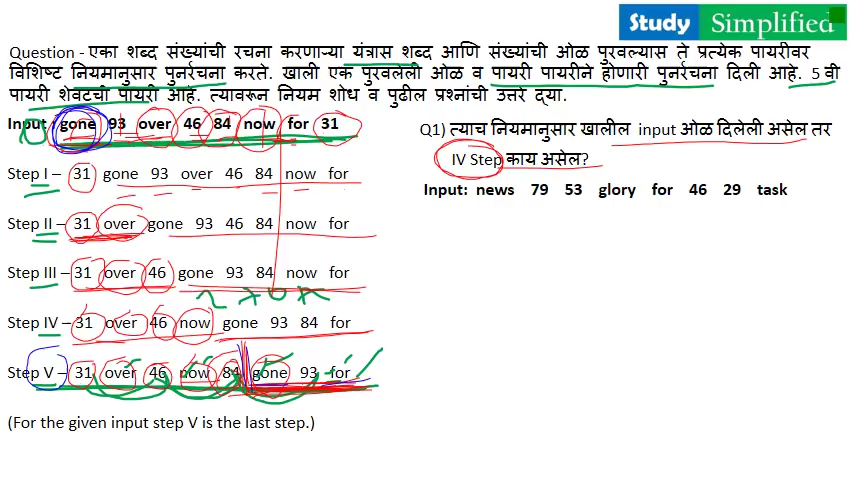 Study Simplified
Question - एका शब्द संख्यांची रचना करणाऱ्या यंत्रास शब्द आणि संख्यांची ओळ पुरवल्यास ते प्रत्येक पायरीवर
विशिष्ट नियमानुसार पुनर्रचना करते. खाली एक पुरवलेली ओळ व पायरी पायरीने होणारी पुनर्रचना दिली आहे. 5 वी
पायरी शेवटची पायरी आहे. त्यावरून नियम शोध व पुढील प्रश्नांची उत्तरे द्या.
Input - gone 93 over 46 84 now for 31
Step I – 31 gone 93 over 46 84 now for
Step II – 31 over gone 93 46 84 now for
Step III – 31 over 46 gone 93 84 now for
Step IV – 31 over 46 now gone 93 84 for
Step V – 31 over 46 now 84 gone 93 for
(For the given input step V is the last step.)
Q1) त्याच नियमानुसार खालील input ओळ दिलेली असेल तर
IV Step काय असेल?
Input: news 79 53 glory for 46 29 task